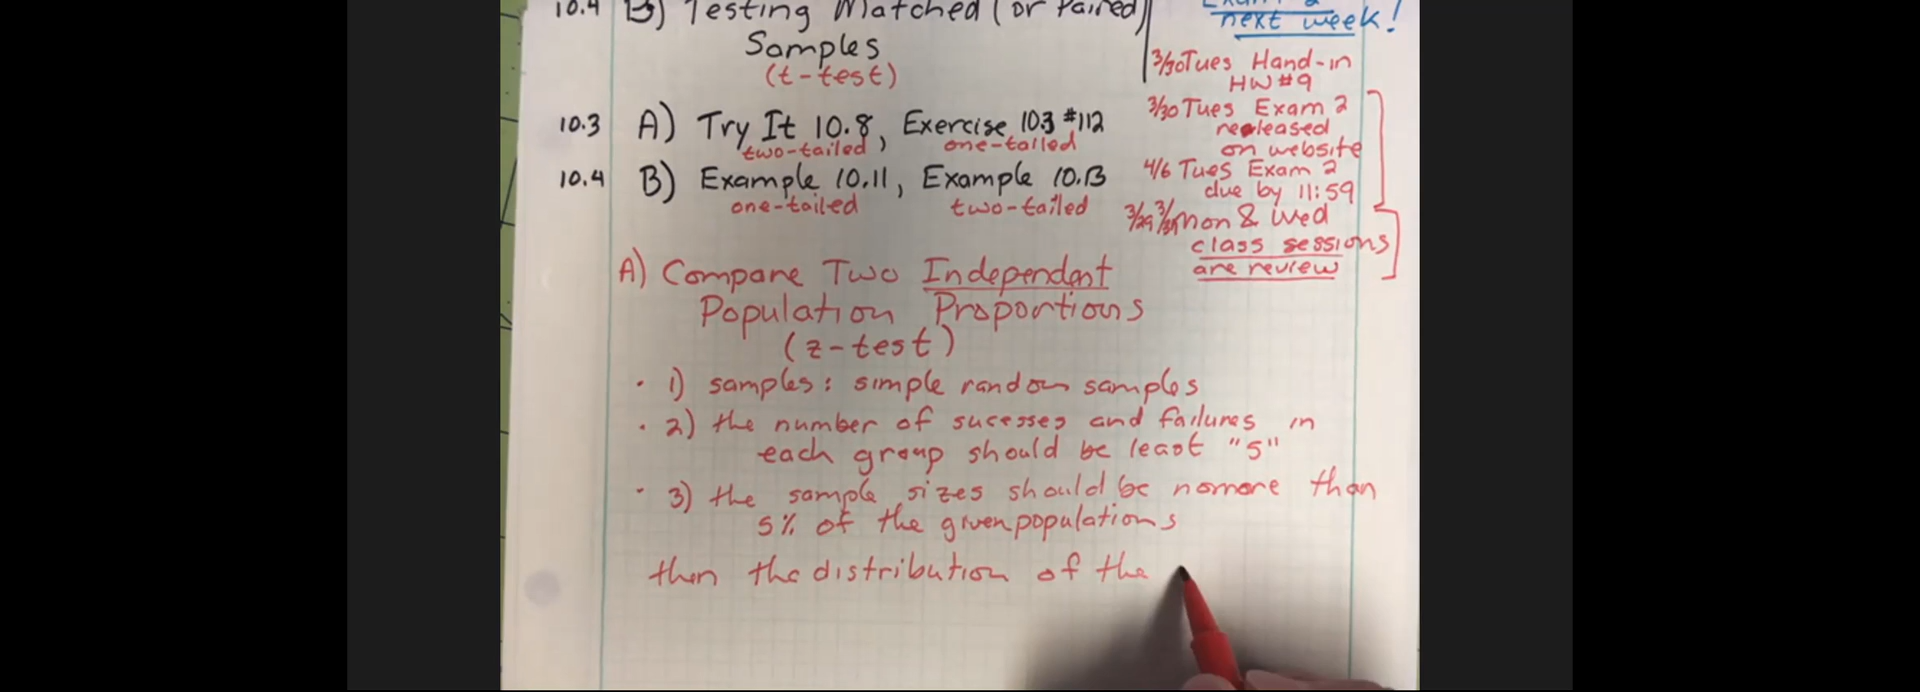 10.4 B) Testing Matched (or Paired)
Samples
(t-test)
next week!
3/30 Tues Hand-in
HW #9
3/30 Tues Exam 2
released
on website
4/6 Tues Exam 2
due by 11:59
3/29 3/31 Mon & Wed
class sessions
are review
10.3 A) Try It 10.8, Exercise 10.3 #112
two-tailed one-tailed
10.4 B) Example 10.11, Example 10.13
one-tailed two-tailed
A) Compare Two Independent
Population Proportions
(z-test)
· 1) samples: simple random samples
· 2) the number of sucesses and failures in
each group should be least "5"
· 3) the sample sizes should be nomore than
5% of the given populations
then the distribution of the